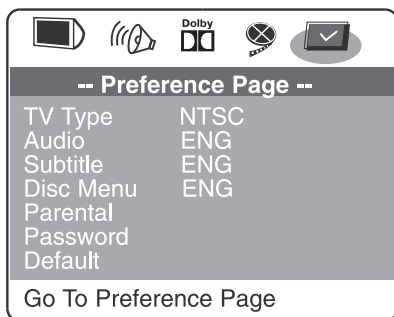 Dolby
-- Preference Page --
TV Type NTSC
Audio ENG
Subtitle ENG
Disc Menu ENG
Parental
Password
Default
Go To Preference Page